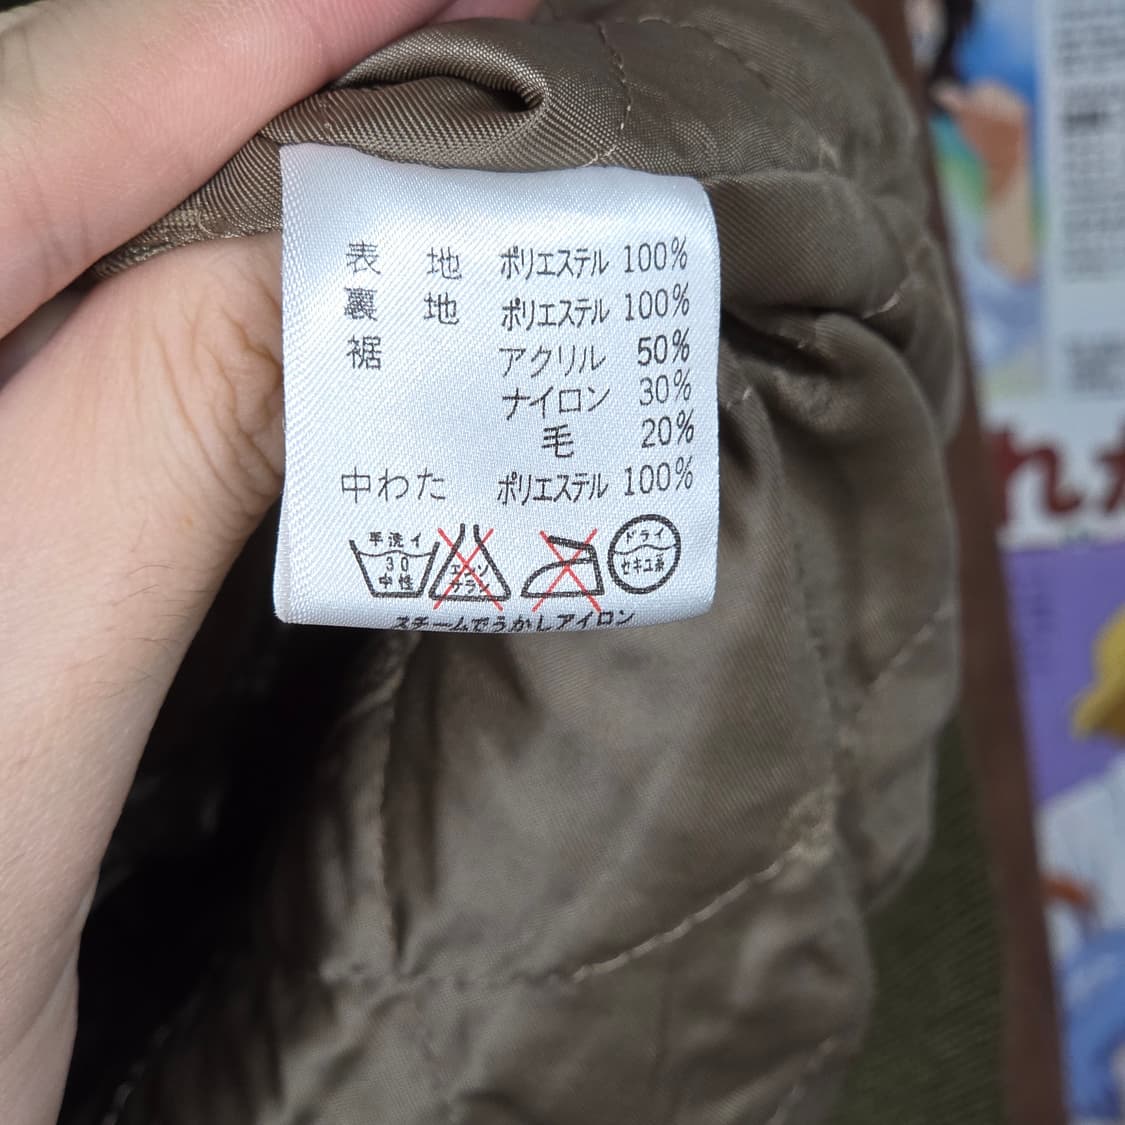 表 地 ポリエステル 100%
裏 地 ポリエステル 100%
裾 アクリル 50%
ナイロン 30%
毛 20%
中わた ポリエステル 100%
手洗イ
30
中性
エンソ
サラシ
ドライ
セキユ系
スチームでうかしアイロン
れ